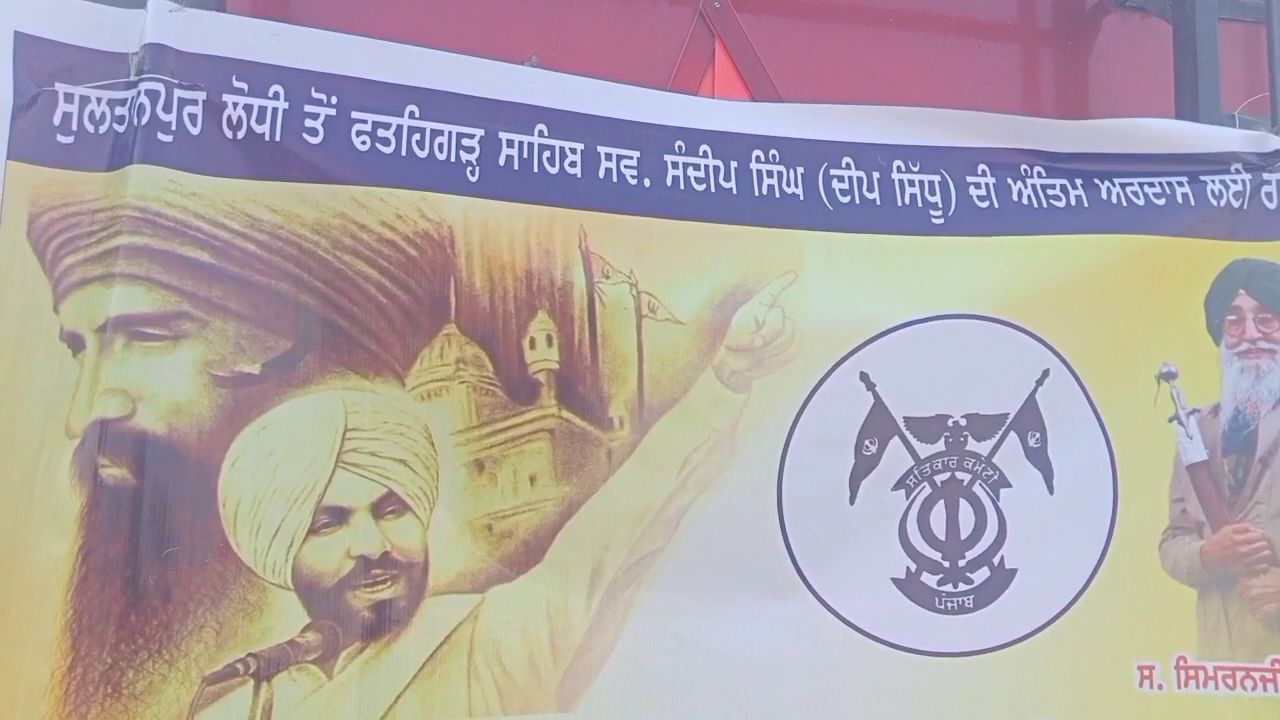 ਸੁਲਤਾਨਪੁਰ ਲੋਧੀ ਤੋਂ ਫਤਹਿਗੜ੍ਹ ਸਾਹਿਬ ਸਵ. ਸੰਦੀਪ ਸਿੰਘ (ਦੀਪ ਸਿੱਧੂ) ਦੀ ਅੰਤਿਮ ਅਰਦਾਸ ਲਈ
ਸਤਿਕਾਰ ਕਮੇਟੀ
ਪੰਜਾਬ
ਸ. ਸਿਮਰਨਜੀ